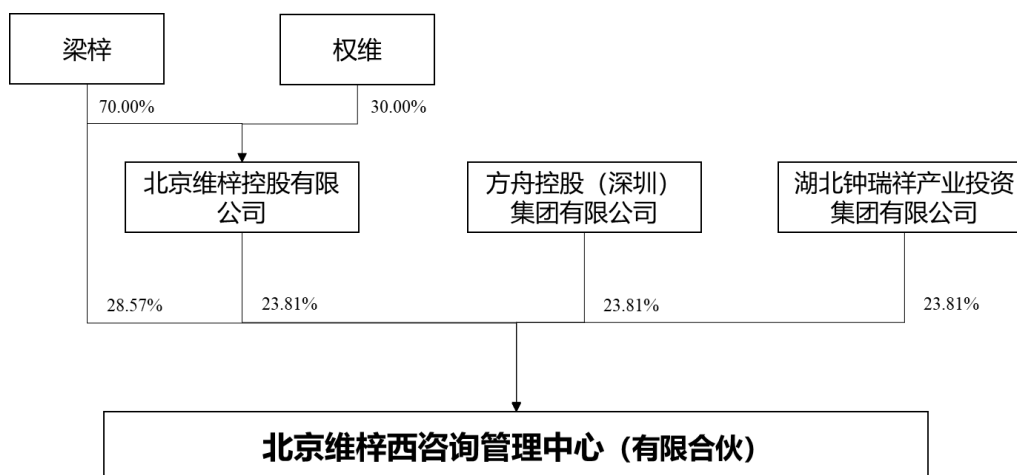 梁梓
权维
70.00%
30.00%
北京维梓控股有限
公司
方舟控股（深圳）
集团有限公司
湖北钟瑞祥产业投资
集团有限公司
28.57%
23.81%
23.81%
23.81%
北京维梓西咨询管理中心（有限合伙）